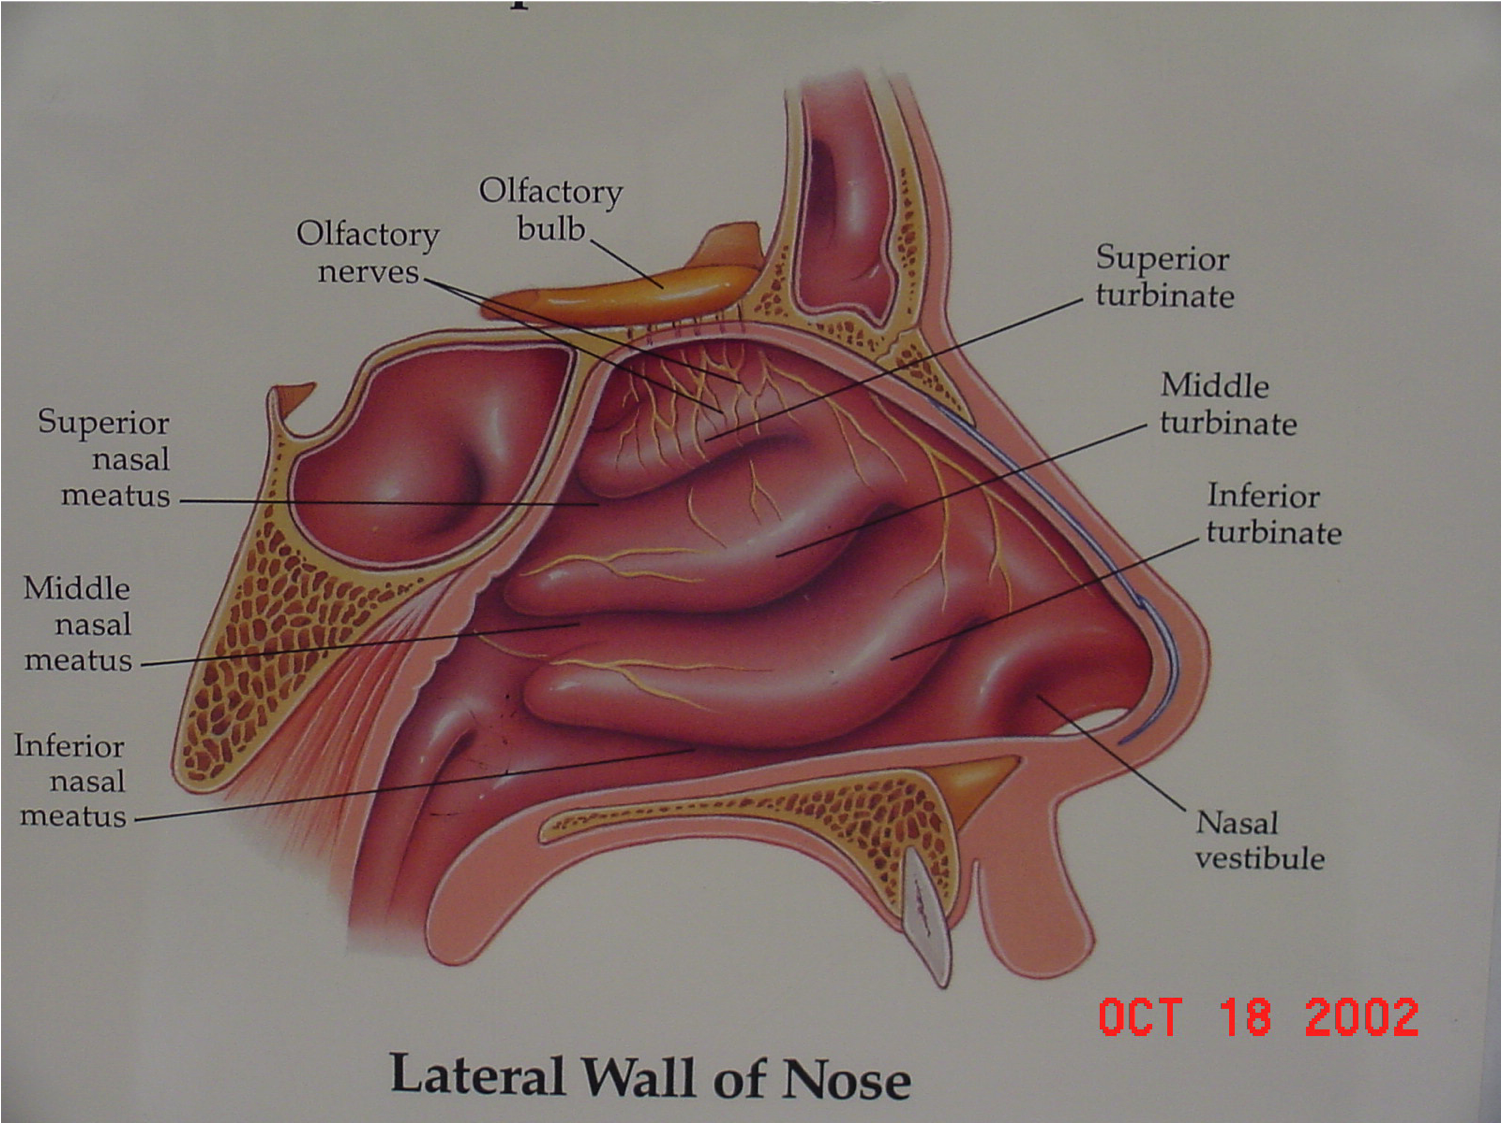 Olfactory
bulb
Olfactory
nerves
Superior
turbinate
Middle
turbinate
Superior
nasal
meatus
Inferior
turbinate
Middle
nasal
meatus
Inferior
nasal
meatus
Nasal
vestibule
OCT 18 2002
Lateral Wall of Nose